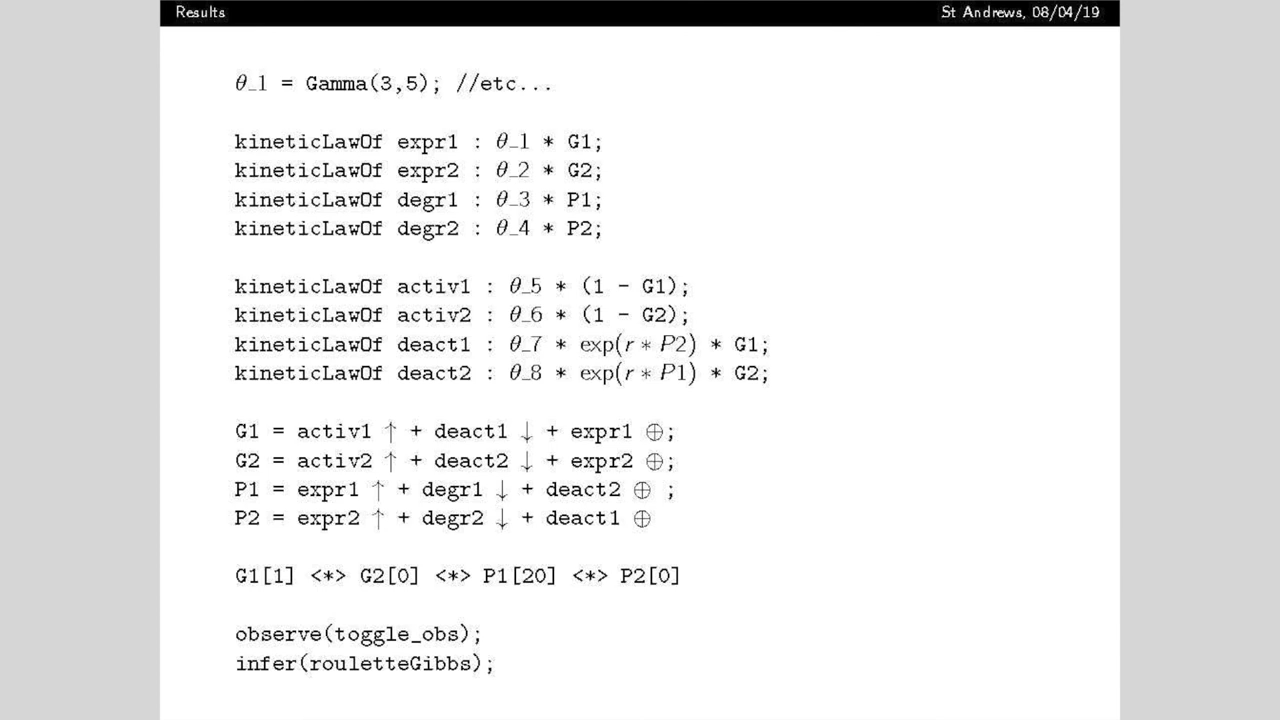 Results
St Andrews, 08/04/19
θ_1 = Gamma(3,5); //etc...
kineticLawOf expr1 : θ_1 * G1;
kineticLawOf expr2 : θ_2 * G2;
kineticLawOf degr1 : θ_3 * P1;
kineticLawOf degr2 : θ_4 * P2;
kineticLawOf activ1 : θ_5 * (1 - G1);
kineticLawOf activ2 : θ_6 * (1 - G2);
kineticLawOf deact1 : θ_7 * exp(r * P2) * G1;
kineticLawOf deact2 : θ_8 * exp(r * P1) * G2;
G1 = activ1 ↑ + deact1 ↓ + expr1 ⊕;
G2 = activ2 ↑ + deact2 ↓ + expr2 ⊕;
P1 = expr1 ↑ + degr1 ↓ + deact2 ⊕ ;
P2 = expr2 ↑ + degr2 ↓ + deact1 ⊕
G1[1] <*> G2[0] <*> P1[20] <*> P2[0]
observe(toggle_obs);
infer(rouletteGibbs);